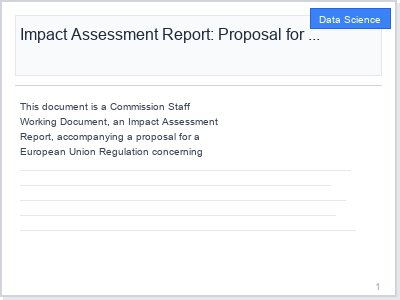 Data Science
Impact Assessment Report: Proposal for ...
This document is a Commission Staff
Working Document, an Impact Assessment
Report, accompanying a proposal for a
European Union Regulation concerning
1